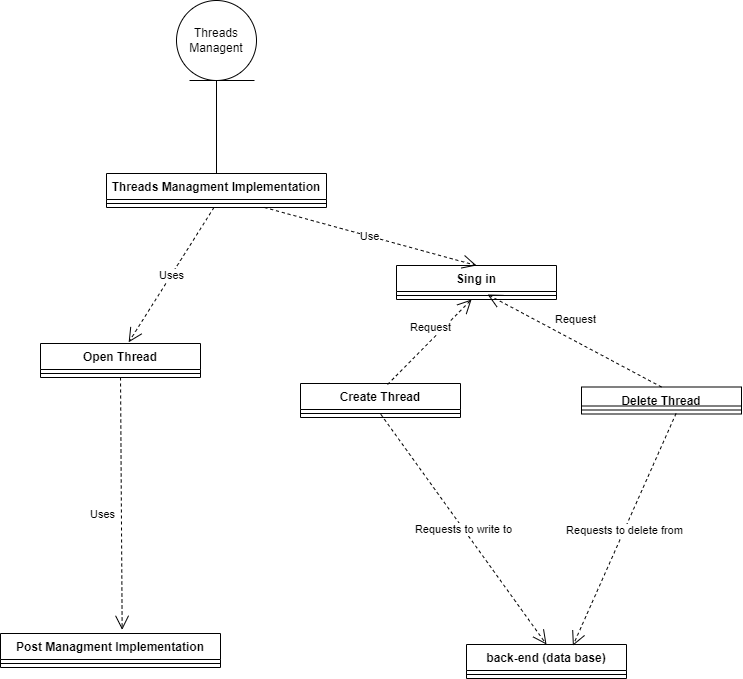 Threads
Managent
Threads Managment Implementation
Use
Uses
Sing in
Request
Request
Open Thread
Create Thread
Delete Thread
Uses
Requests to write to
Requests to delete from
Post Managment Implementation
back-end (data base)